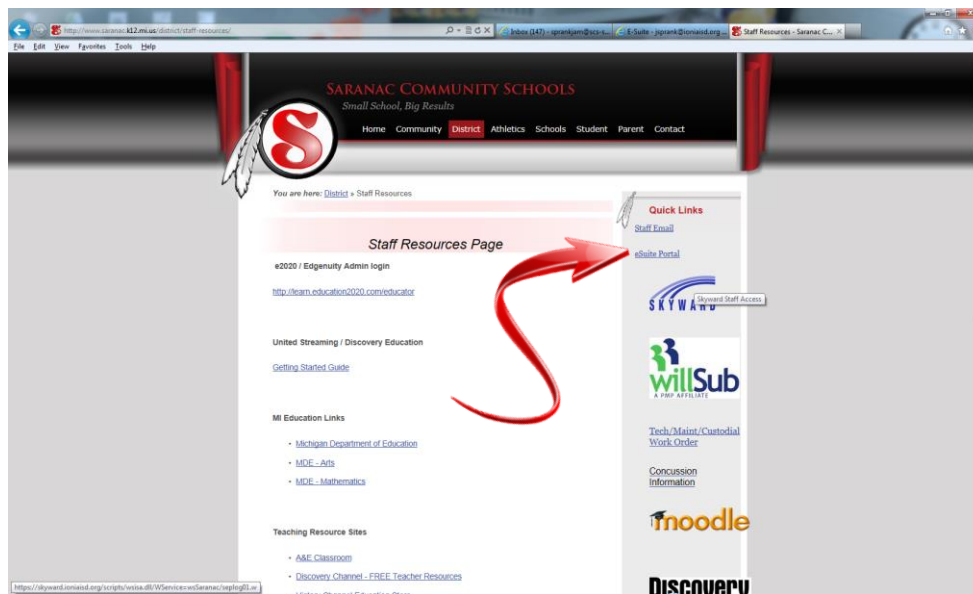 http://www.saranac.k12.mi.us/district/staff-resources/
Inbox (147) - sprankjam@scs-s...
E-Suite - jsprank@ioniaisd.org ...
Staff Resources - Saranac C...
File Edit View Favorites Tools Help
SARANAC COMMUNITY SCHOOLS
Small School, Big Results
Home Community District Athletics Schools Student Parent Contact
S
You are here: District » Staff Resources
Staff Resources Page
e2020 / Edgenuity Admin login
http://learn.education2020.com/educator
United Streaming / Discovery Education
Getting Started Guide
MI Education Links
• Michigan Department of Education
• MDE - Arts
• MDE - Mathematics
Teaching Resource Sites
• A&E Classroom
• Discovery Channel - FREE Teacher Resources
Quick Links
Staff Email
eSuite Portal
SKYWARD
Skyward Staff Access
willSub
A PMP AFFILIATE
Tech/Maint/Custodial
Work Order
Concussion
Information
moodle
Discovery
https://skyward.ioniaisd.org/scripts/wsisa.dll/WService=wsSaranac/seplog01.w